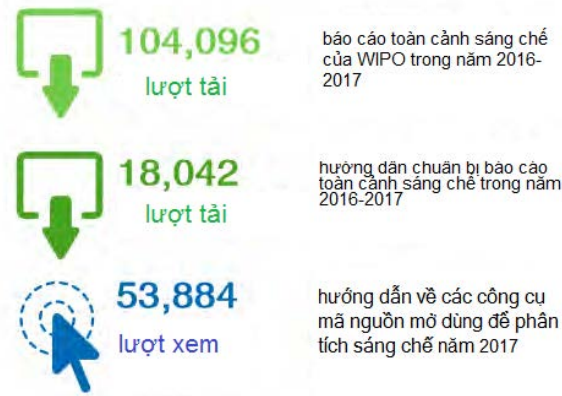 104,096
lượt tải
báo cáo toàn cảnh sáng chế
của WIPO trong năm 2016-
2017
18,042
lượt tải
hướng dẫn chuẩn bị báo cáo
toàn cảnh sáng chế trong năm
2016-2017
53,884
lượt xem
hướng dẫn về các công cụ
mã nguồn mở dùng để phân
tích sáng chế năm 2017